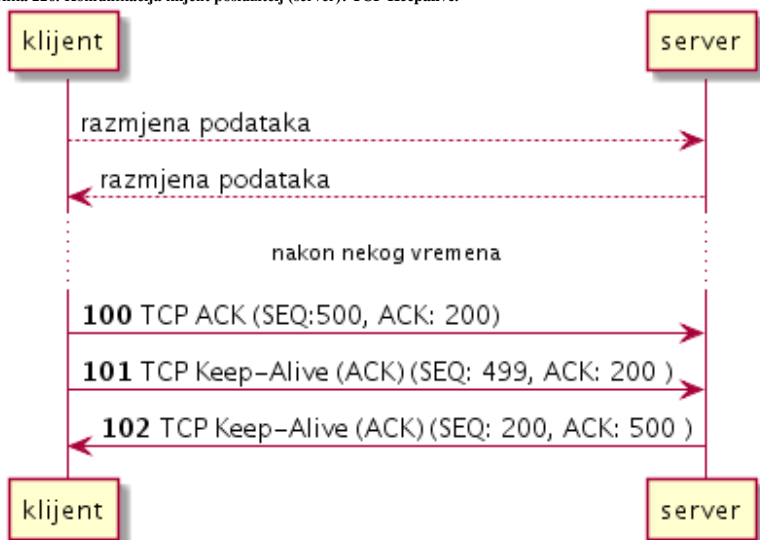 klijent server
razmjena podataka
razmjena podataka
nakon nekog vremena
100 TCP ACK (SEQ:500, ACK: 200)
101 TCP Keep-Alive (ACK) (SEQ: 499, ACK: 200 )
102 TCP Keep-Alive (ACK) (SEQ: 200, ACK: 500 )
klijent server